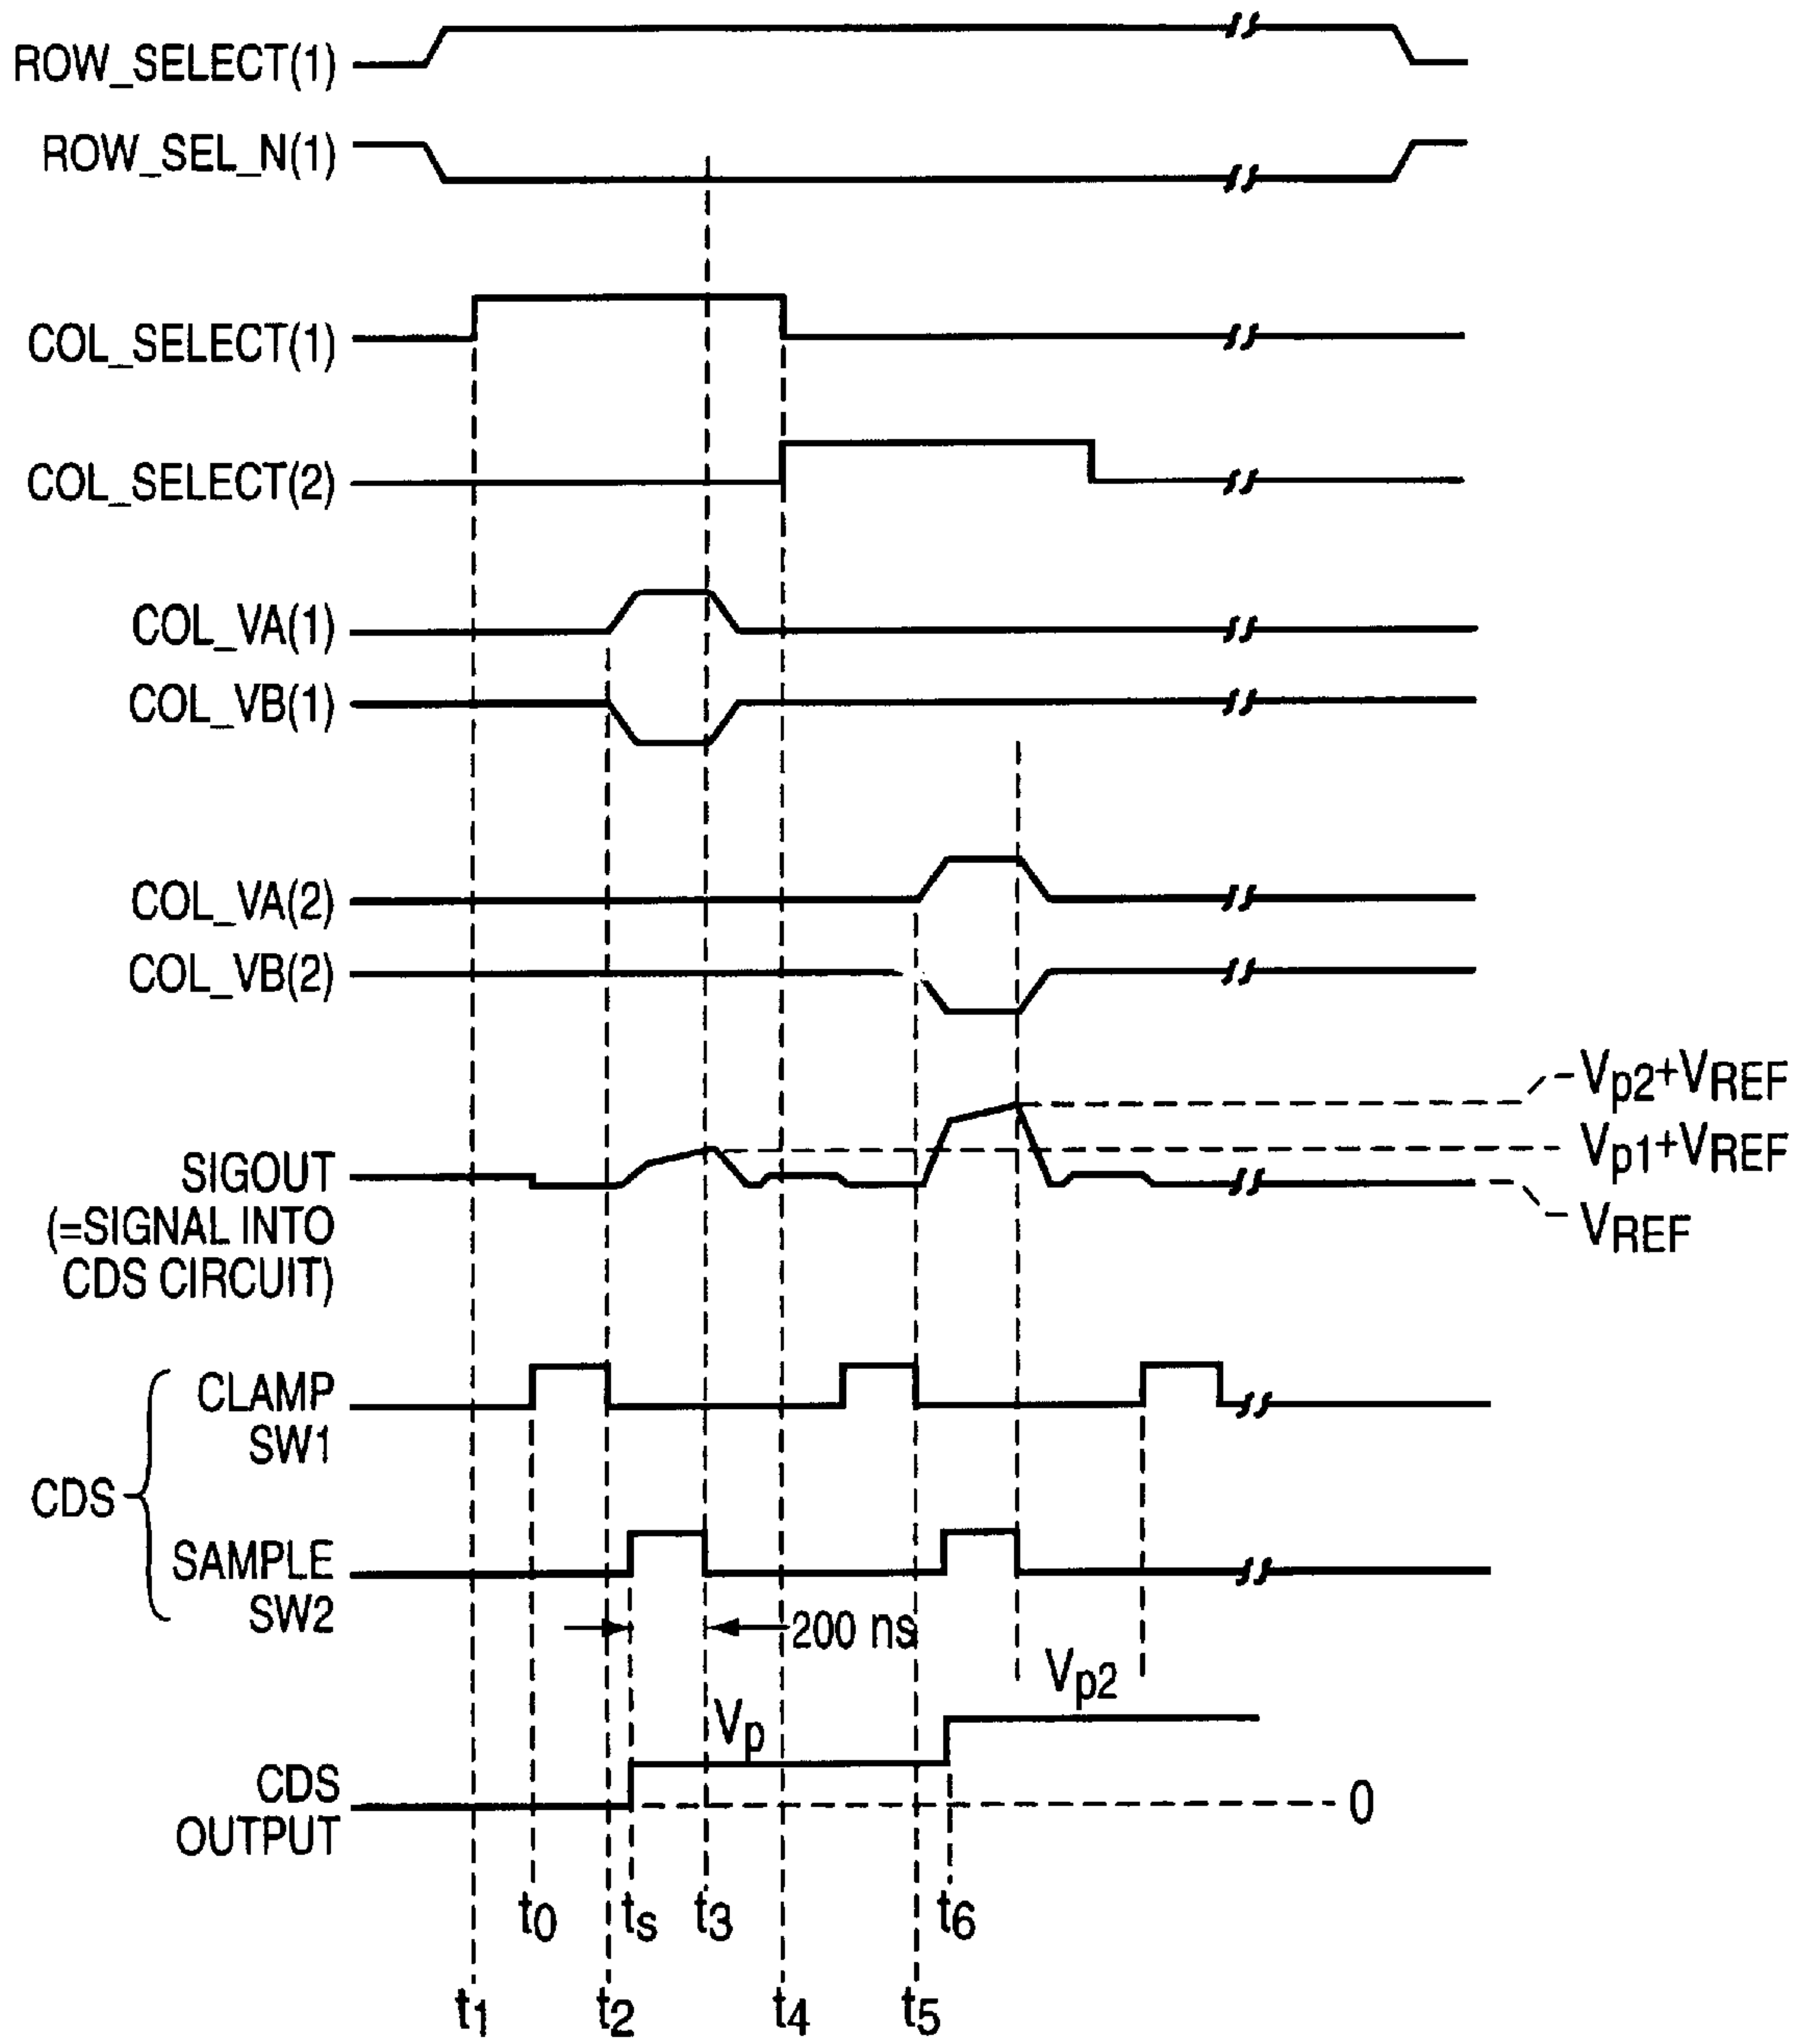 ROW_SELECT(1)
ROW_SEL_N(1)
COL_SELECT(1)
COL_SELECT(2)
COL_VA(1)
COL_VB(1)
COL_VA(2)
COL_VB(2)
Vp2+VREF
Vp1+VREF
VREF
SIGOUT
(=SIGNAL INTO
CDS CIRCUIT)
CDS
CLAMP
SW1
SAMPLE
SW2
200 ns
Vp
Vp2
CDS
OUTPUT
0
t0 ts t3 t6
t1 t2 t4 t5